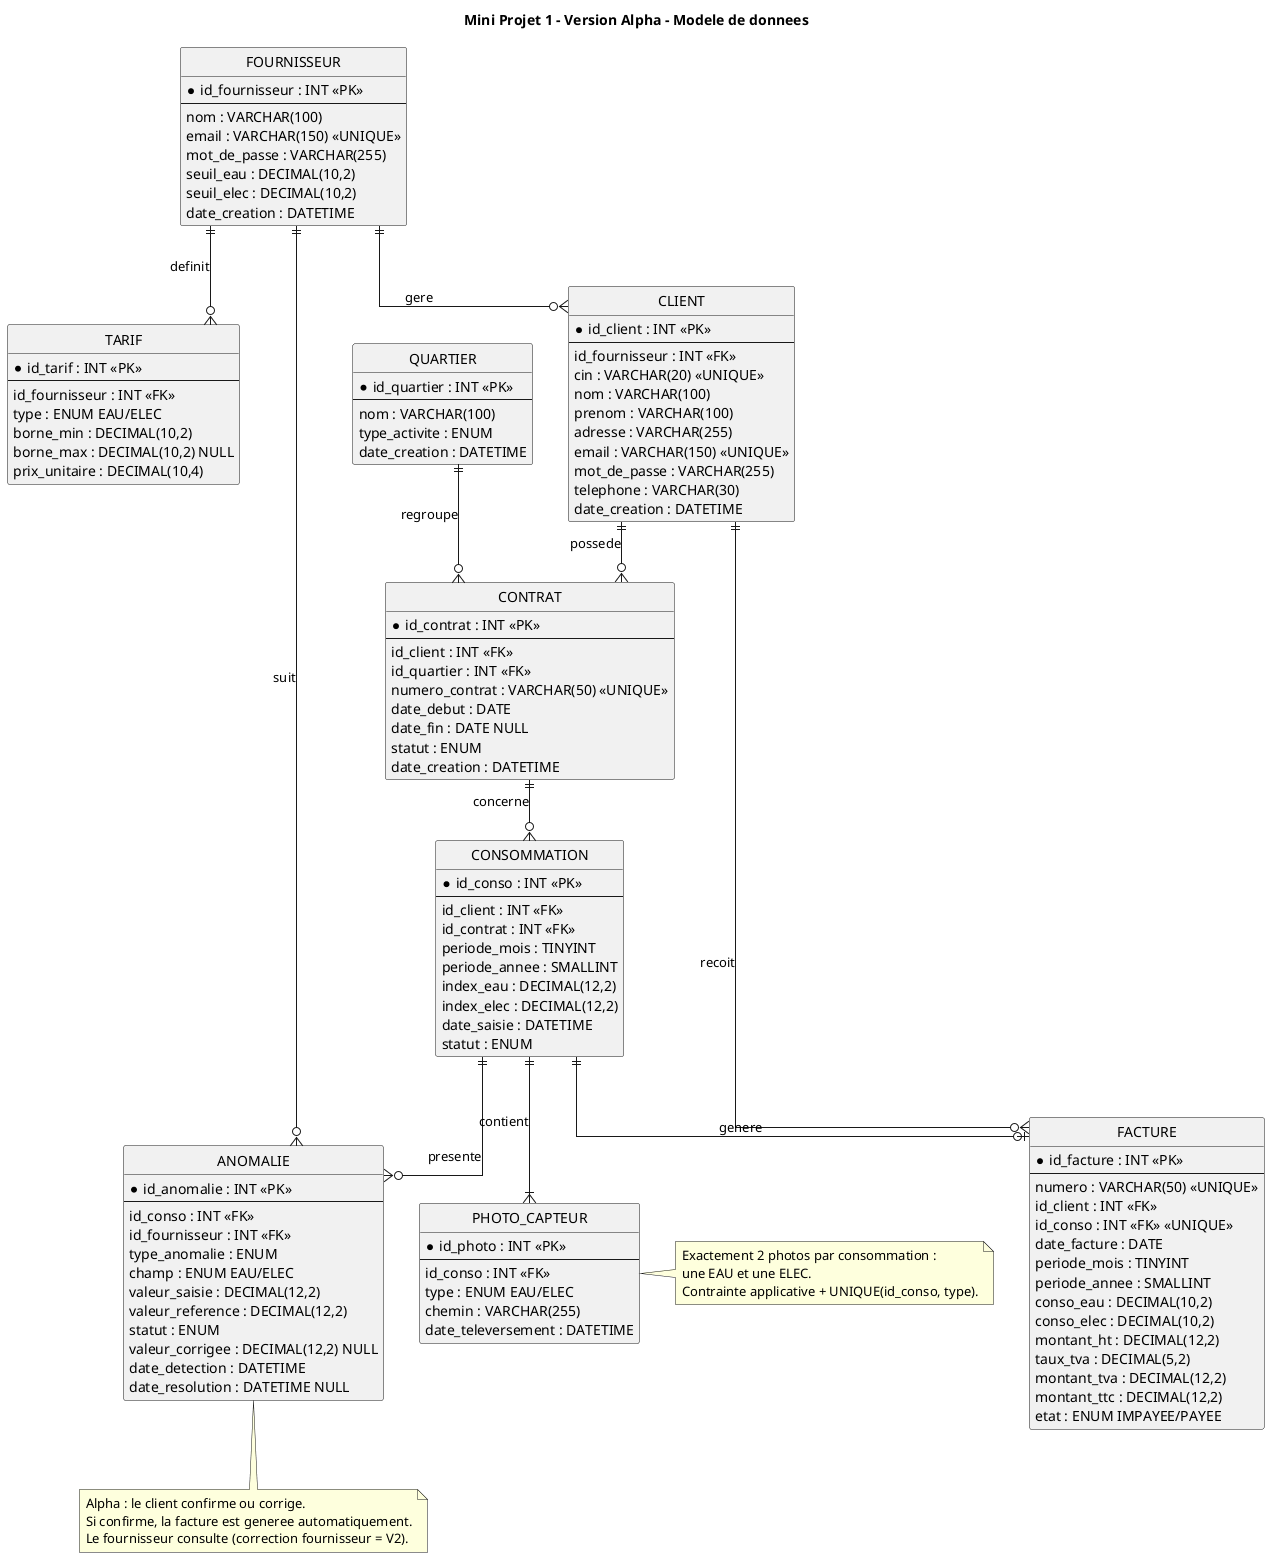 Mini Projet 1 - Version Alpha - Modele de donnees
FOURNISSEUR
id_fournisseur : INT «PK»
nom : VARCHAR(100)
email : VARCHAR(150) «UNIQUE»
mot_de_passe : VARCHAR(255)
seuil_eau : DECIMAL(10,2)
seuil_elec : DECIMAL(10,2)
date_creation : DATETIME
definit
gere
TARIF
id_tarif : INT «PK»
id_fournisseur : INT «FK»
type : ENUM EAU/ELEC
borne_min : DECIMAL(10,2)
borne_max : DECIMAL(10,2) NULL
prix_unitaire : DECIMAL(10,4)
QUARTIER
id_quartier : INT «PK»
nom : VARCHAR(100)
type_activite : ENUM
date_creation : DATETIME
CLIENT
id_client : INT «PK»
id_fournisseur : INT «FK»
cin : VARCHAR(20) «UNIQUE»
nom : VARCHAR(100)
prenom : VARCHAR(100)
adresse : VARCHAR(255)
email : VARCHAR(150) «UNIQUE»
mot_de_passe : VARCHAR(255)
telephone : VARCHAR(30)
date_creation : DATETIME
regroupe
possede
CONTRAT
id_contrat : INT «PK»
id_client : INT «FK»
id_quartier : INT «FK»
numero_contrat : VARCHAR(50) «UNIQUE»
date_debut : DATE
date_fin : DATE NULL
statut : ENUM
date_creation : DATETIME
suit
concerne
CONSOMMATION
id_conso : INT «PK»
id_client : INT «FK»
id_contrat : INT «FK»
periode_mois : TINYINT
periode_annee : SMALLINT
index_eau : DECIMAL(12,2)
index_elec : DECIMAL(12,2)
date_saisie : DATETIME
statut : ENUM
recoit
contient
genere
presente
ANOMALIE
id_anomalie : INT «PK»
id_conso : INT «FK»
id_fournisseur : INT «FK»
type_anomalie : ENUM
champ : ENUM EAU/ELEC
valeur_saisie : DECIMAL(12,2)
valeur_reference : DECIMAL(12,2)
statut : ENUM
valeur_corrigee : DECIMAL(12,2) NULL
date_detection : DATETIME
date_resolution : DATETIME NULL
PHOTO_CAPTEUR
id_photo : INT «PK»
id_conso : INT «FK»
type : ENUM EAU/ELEC
chemin : VARCHAR(255)
date_televersement : DATETIME
Exactement 2 photos par consommation :
une EAU et une ELEC.
Contrainte applicative + UNIQUE(id_conso, type).
FACTURE
id_facture : INT «PK»
numero : VARCHAR(50) «UNIQUE»
id_client : INT «FK»
id_conso : INT «FK» «UNIQUE»
date_facture : DATE
periode_mois : TINYINT
periode_annee : SMALLINT
conso_eau : DECIMAL(10,2)
conso_elec : DECIMAL(10,2)
montant_ht : DECIMAL(12,2)
taux_tva : DECIMAL(5,2)
montant_tva : DECIMAL(12,2)
montant_ttc : DECIMAL(12,2)
etat : ENUM IMPAYEE/PAYEE
Alpha : le client confirme ou corrige.
Si confirme, la facture est generee automatiquement.
Le fournisseur consulte (correction fournisseur = V2).